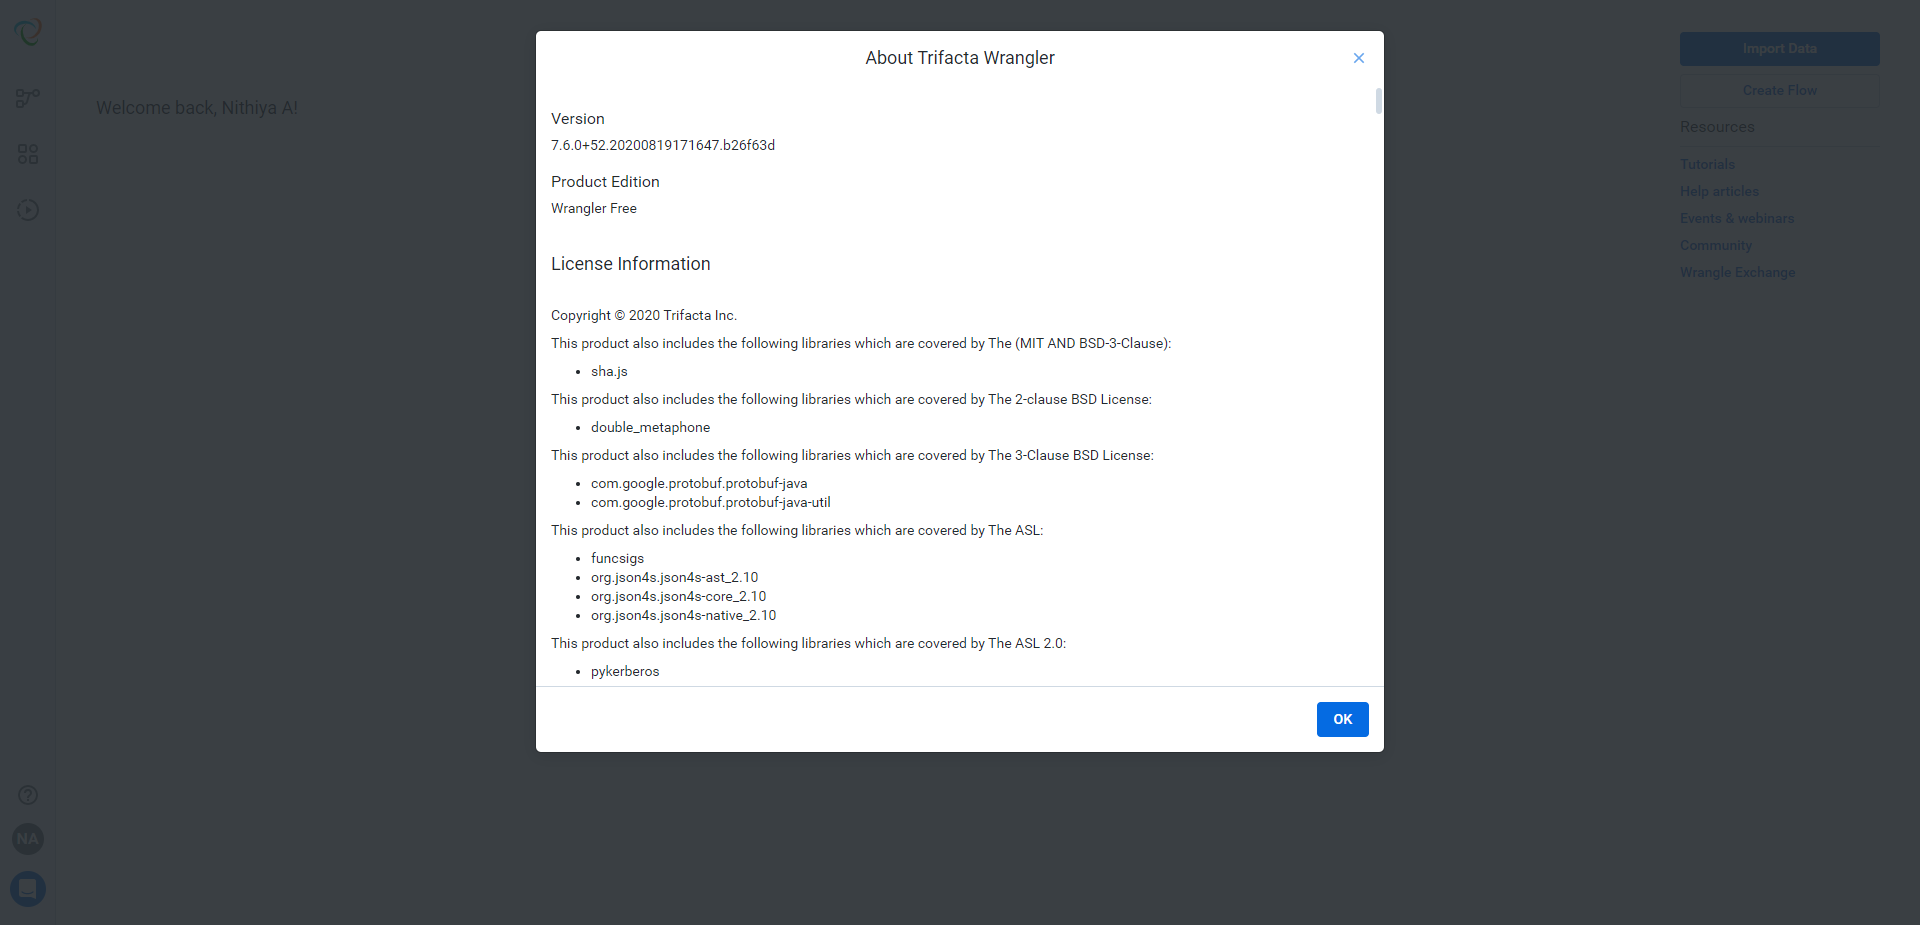 About Trifacta Wrangler
×
Import Data
Create Flow
Welcome back, Nithiya A!
Resources
Tutorials
Help articles
Events & webinars
Community
Wrangle Exchange
Version
7.6.0+52.20200819171647.b26f63d
Product Edition
Wrangler Free
License Information
Copyright © 2020 Trifacta Inc.
This product also includes the following libraries which are covered by The (MIT AND BSD-3-Clause):
• sha.js
This product also includes the following libraries which are covered by The 2-clause BSD License:
• double_metaphone
This product also includes the following libraries which are covered by The 3-Clause BSD License:
• com.google.protobuf.protobuf-java
• com.google.protobuf.protobuf-java-util
This product also includes the following libraries which are covered by The ASL:
• funcsigs
• org.json4s.json4s-ast_2.10
• org.json4s.json4s-core_2.10
• org.json4s.json4s-native_2.10
This product also includes the following libraries which are covered by The ASL 2.0:
• pykerberos
OK
?
NA